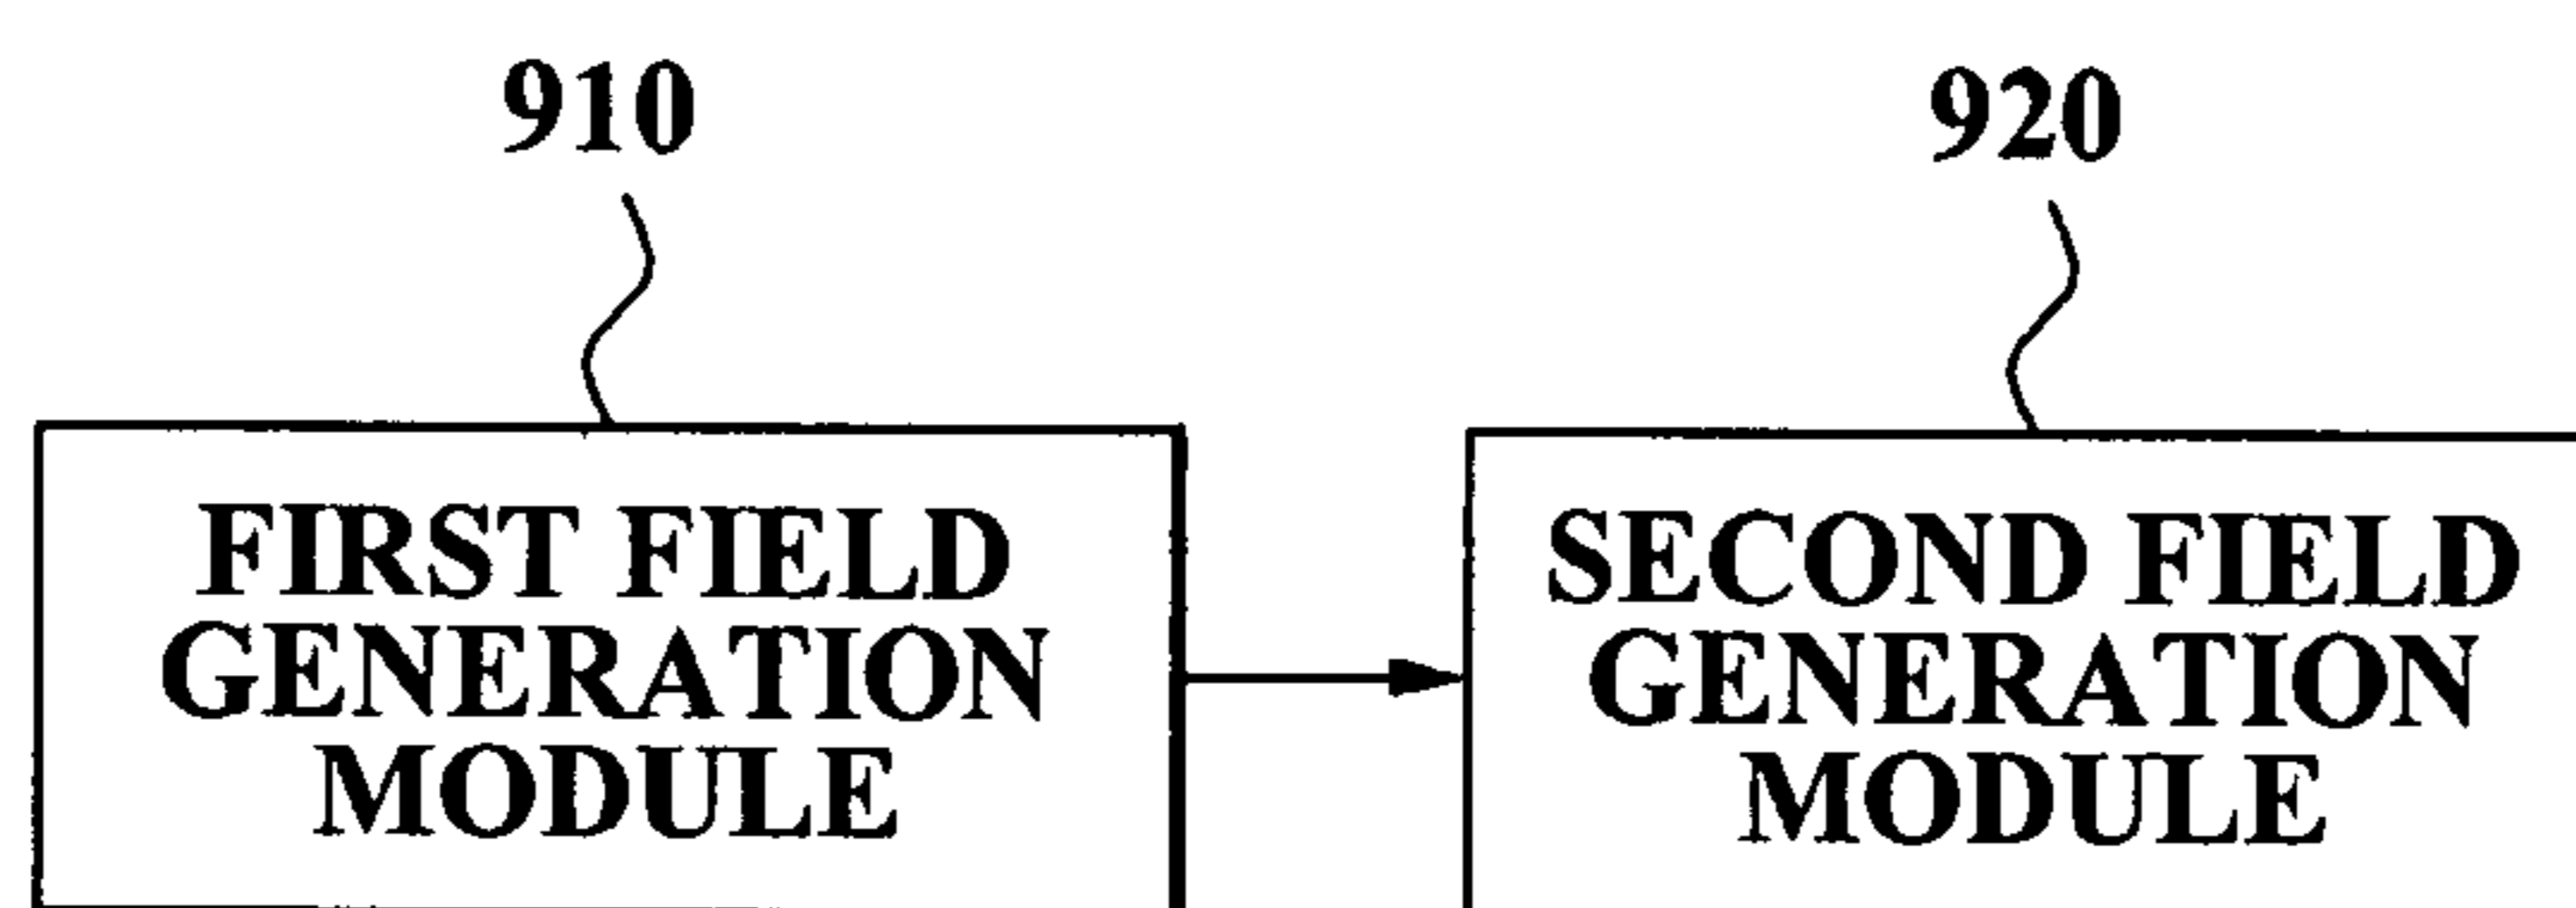 910
920
FIRST FIELD
GENERATION
MODULE
SECOND FIELD
GENERATION
MODULE